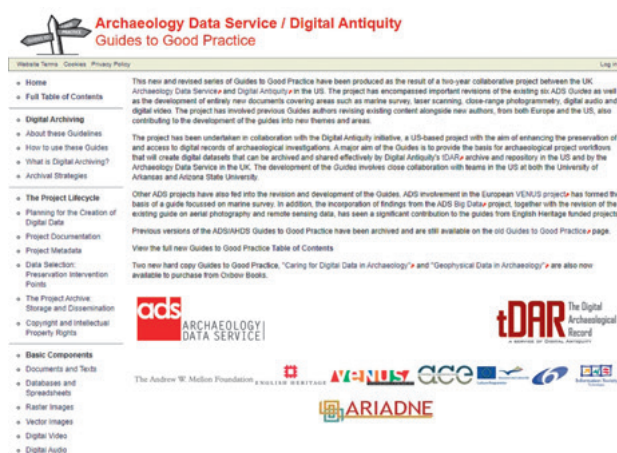 Archaeology Data Service / Digital Antiquity
Guides to Good Practice
Website Terms Cookies Privacy Policy
Log in
Home
Full Table of Contents
Digital Archiving
About these Guidelines
How to use these Guides
What is Digital Archiving?
Archival Strategies
The Project Lifecycle
Planning for the Creation of
Digital Data
Project Documentation
Project Metadata
Data Selection:
Preservation Intervention
Points
The Project Archive:
Storage and Dissemination
Copyright and Intellectual
Property Rights
Basic Components
Documents and Texts
Databases and
Spreadsheets
Raster Images
Vector Images
Digital Video
Digital Audio
This new and revised series of Guides to Good Practice have been produced as the result of a two-year collaborative project between the UK
Archaeology Data Service and Digital Antiquity in the US. The project has encompassed important revisions of the existing six ADS Guides as well
as the development of entirely new documents covering areas such as marine survey, laser scanning, close-range photogrammetry, digital audio and
digital video. The project has involved previous Guides authors revising existing content alongside new authors, from both Europe and the US, also
contributing to the development of the guides into new themes and areas.
The project has been undertaken in collaboration with the Digital Antiquity initiative, a US-based project with the aim of enhancing the preservation of
and access to digital records of archaeological investigations. A major aim of the Guides is to provide the basis for archaeological project workflows
that will create digital datasets that can be archived and shared effectively by Digital Antiquity's tDAR archive and repository in the US and by the
Archaeology Data Service in the UK. The development of the Guides involves close collaboration with teams in the US at both the University of
Arkansas and Arizona State University.
Other ADS projects have also fed into the revision and development of the Guides. ADS involvement in the European VENUS project has formed the
basis of a guide focussed on marine survey. In addition, the incorporation of findings from the ADS Big Data project, together with the revision of the
existing guide on aerial photography and remote sensing data, has seen a significant contribution to the guides from English Heritage funded projects.
Previous versions of the ADS/AHDS Guides to Good Practice have been archived and are still available on the old Guides to Good Practice page.
View the full new Guides to Good Practice Table of Contents
Two new hard copy Guides to Good Practice, "Caring for Digital Data in Archaeology" and "Geophysical Data in Archaeology" are also now
available to purchase from Oxbow Books.
ads
ARCHAEOLOGY
DATA SERVICE
tDAR
The Digital
Archaeological
Record
A SERVICE OF DIGITAL ANTIQUITY
The Andrew W. Mellon Foundation
ENGLISH HERITAGE
VENUS
ace
6
ARIADNE